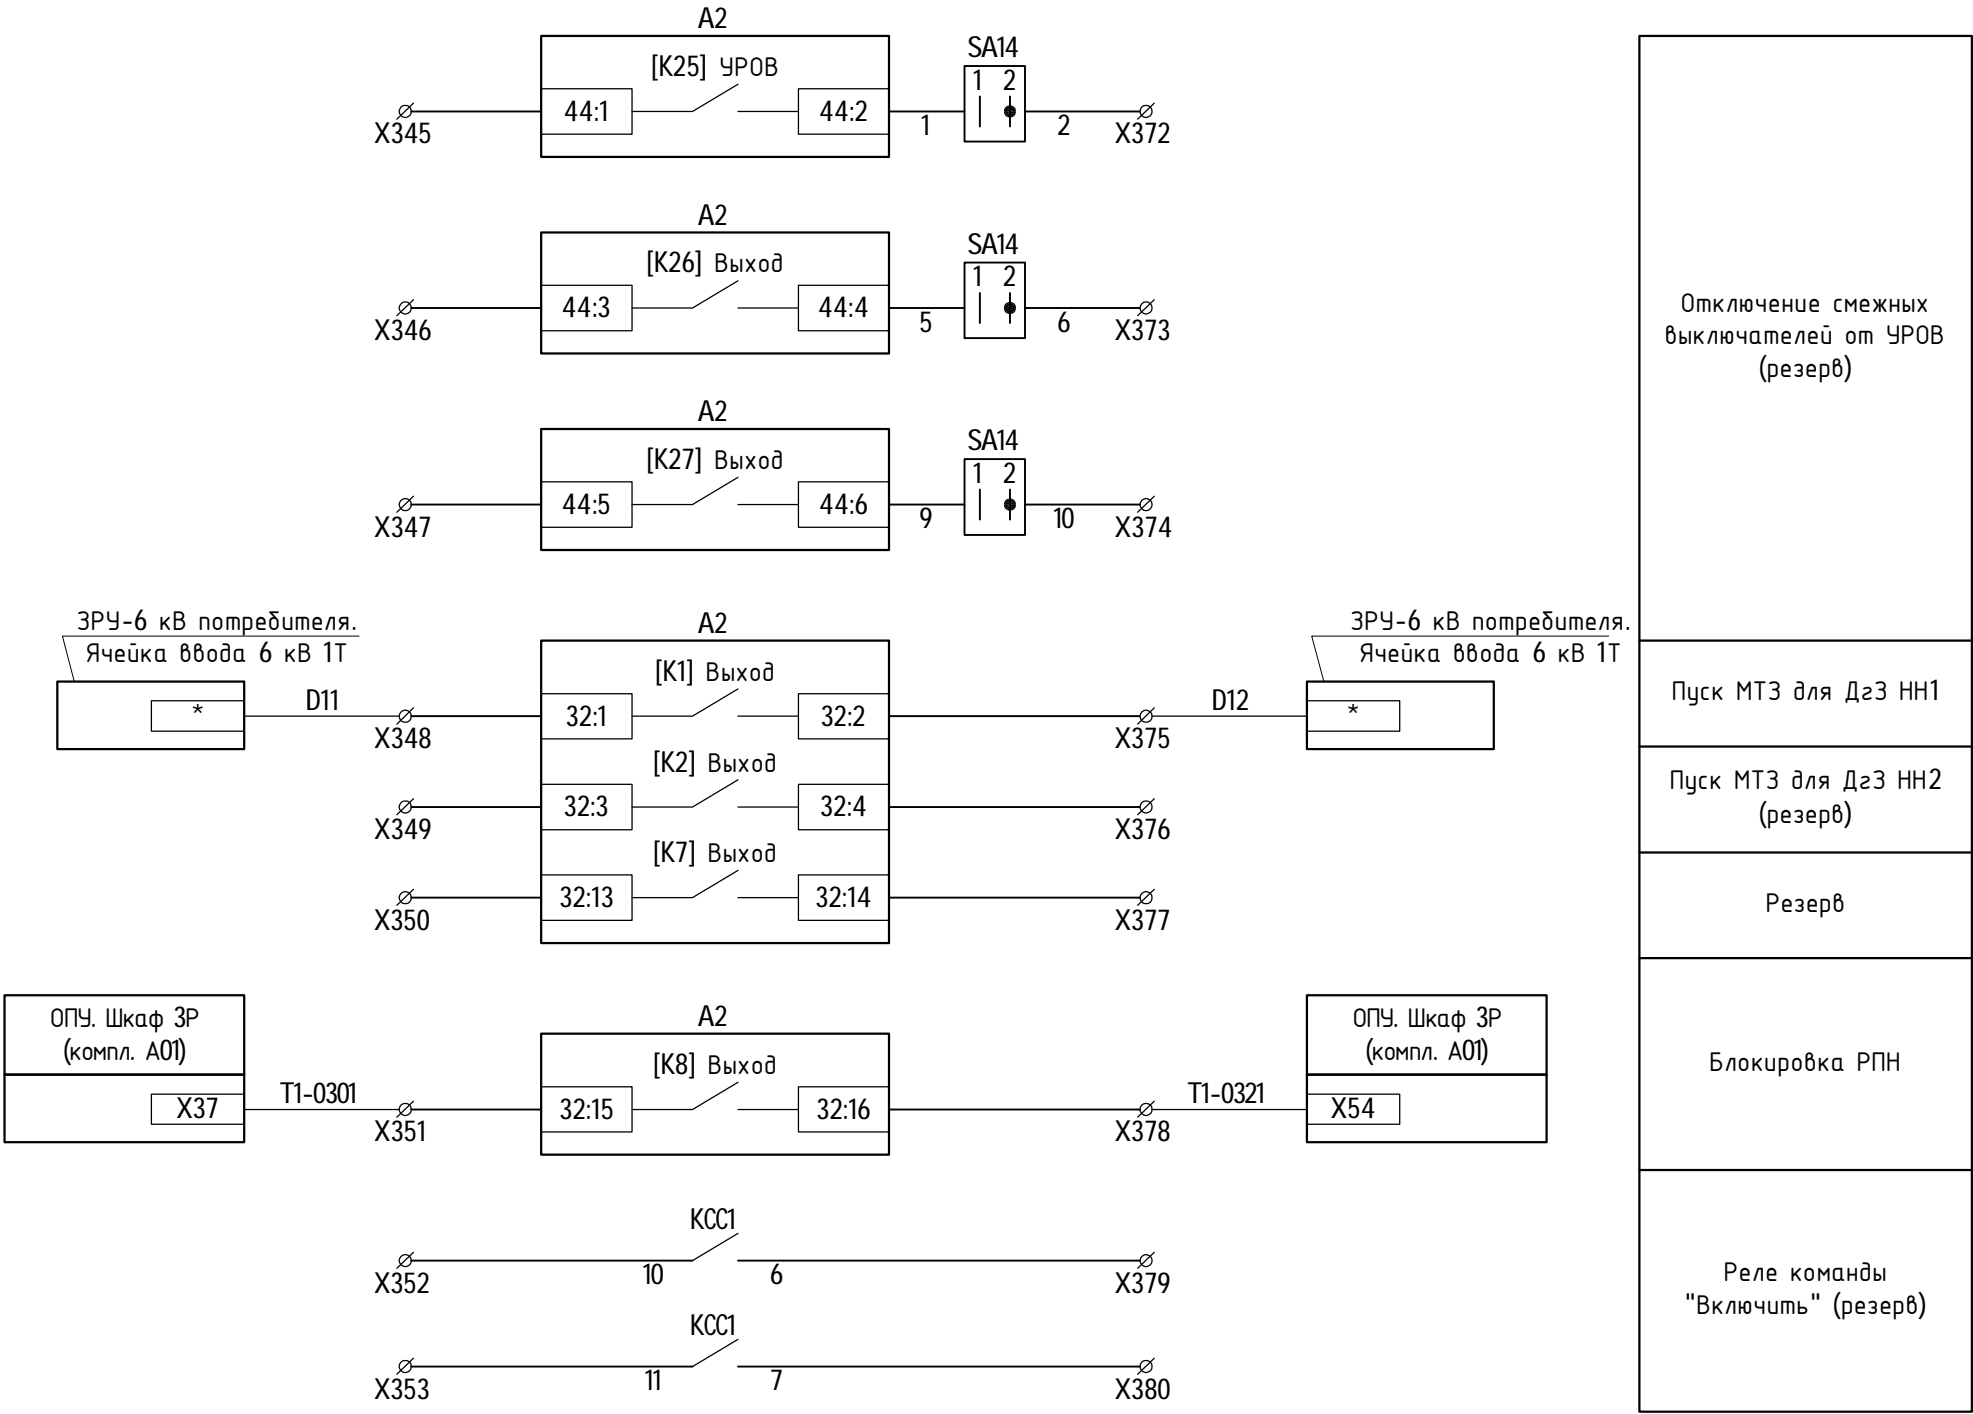 A2
[K25] УРОВ
SA14
1 2
44:1
44:2
1
2
X345
X372
A2
[K26] Выход
SA14
1 2
44:3
44:4
5
6
X346
X373
Отключение смежных
выключателей от УРОВ
(резерв)
A2
[K27] Выход
SA14
1 2
44:5
44:6
9
10
X347
X374
ЗРУ-6 кВ потребителя.
Ячейка ввода 6 кВ 1Т
*
D11
X348
A2
[K1] Выход
32:1
32:2
X375
D12
ЗРУ-6 кВ потребителя.
Ячейка ввода 6 кВ 1Т
*
Пуск МТЗ для ДгЗ НН1
[K2] Выход
32:3
32:4
X349
X376
Пуск МТЗ для ДгЗ НН2
(резерв)
[K7] Выход
32:13
32:14
X350
X377
Резерв
ОПУ. Шкаф 3Р
(компл. А01)
X37
T1-0301
X351
A2
[K8] Выход
32:15
32:16
X378
T1-0321
ОПУ. Шкаф 3Р
(компл. А01)
X54
Блокировка РПН
KCC1
X352
10
6
X379
Реле команды
"Включить" (резерв)
KCC1
X353
11
7
X380